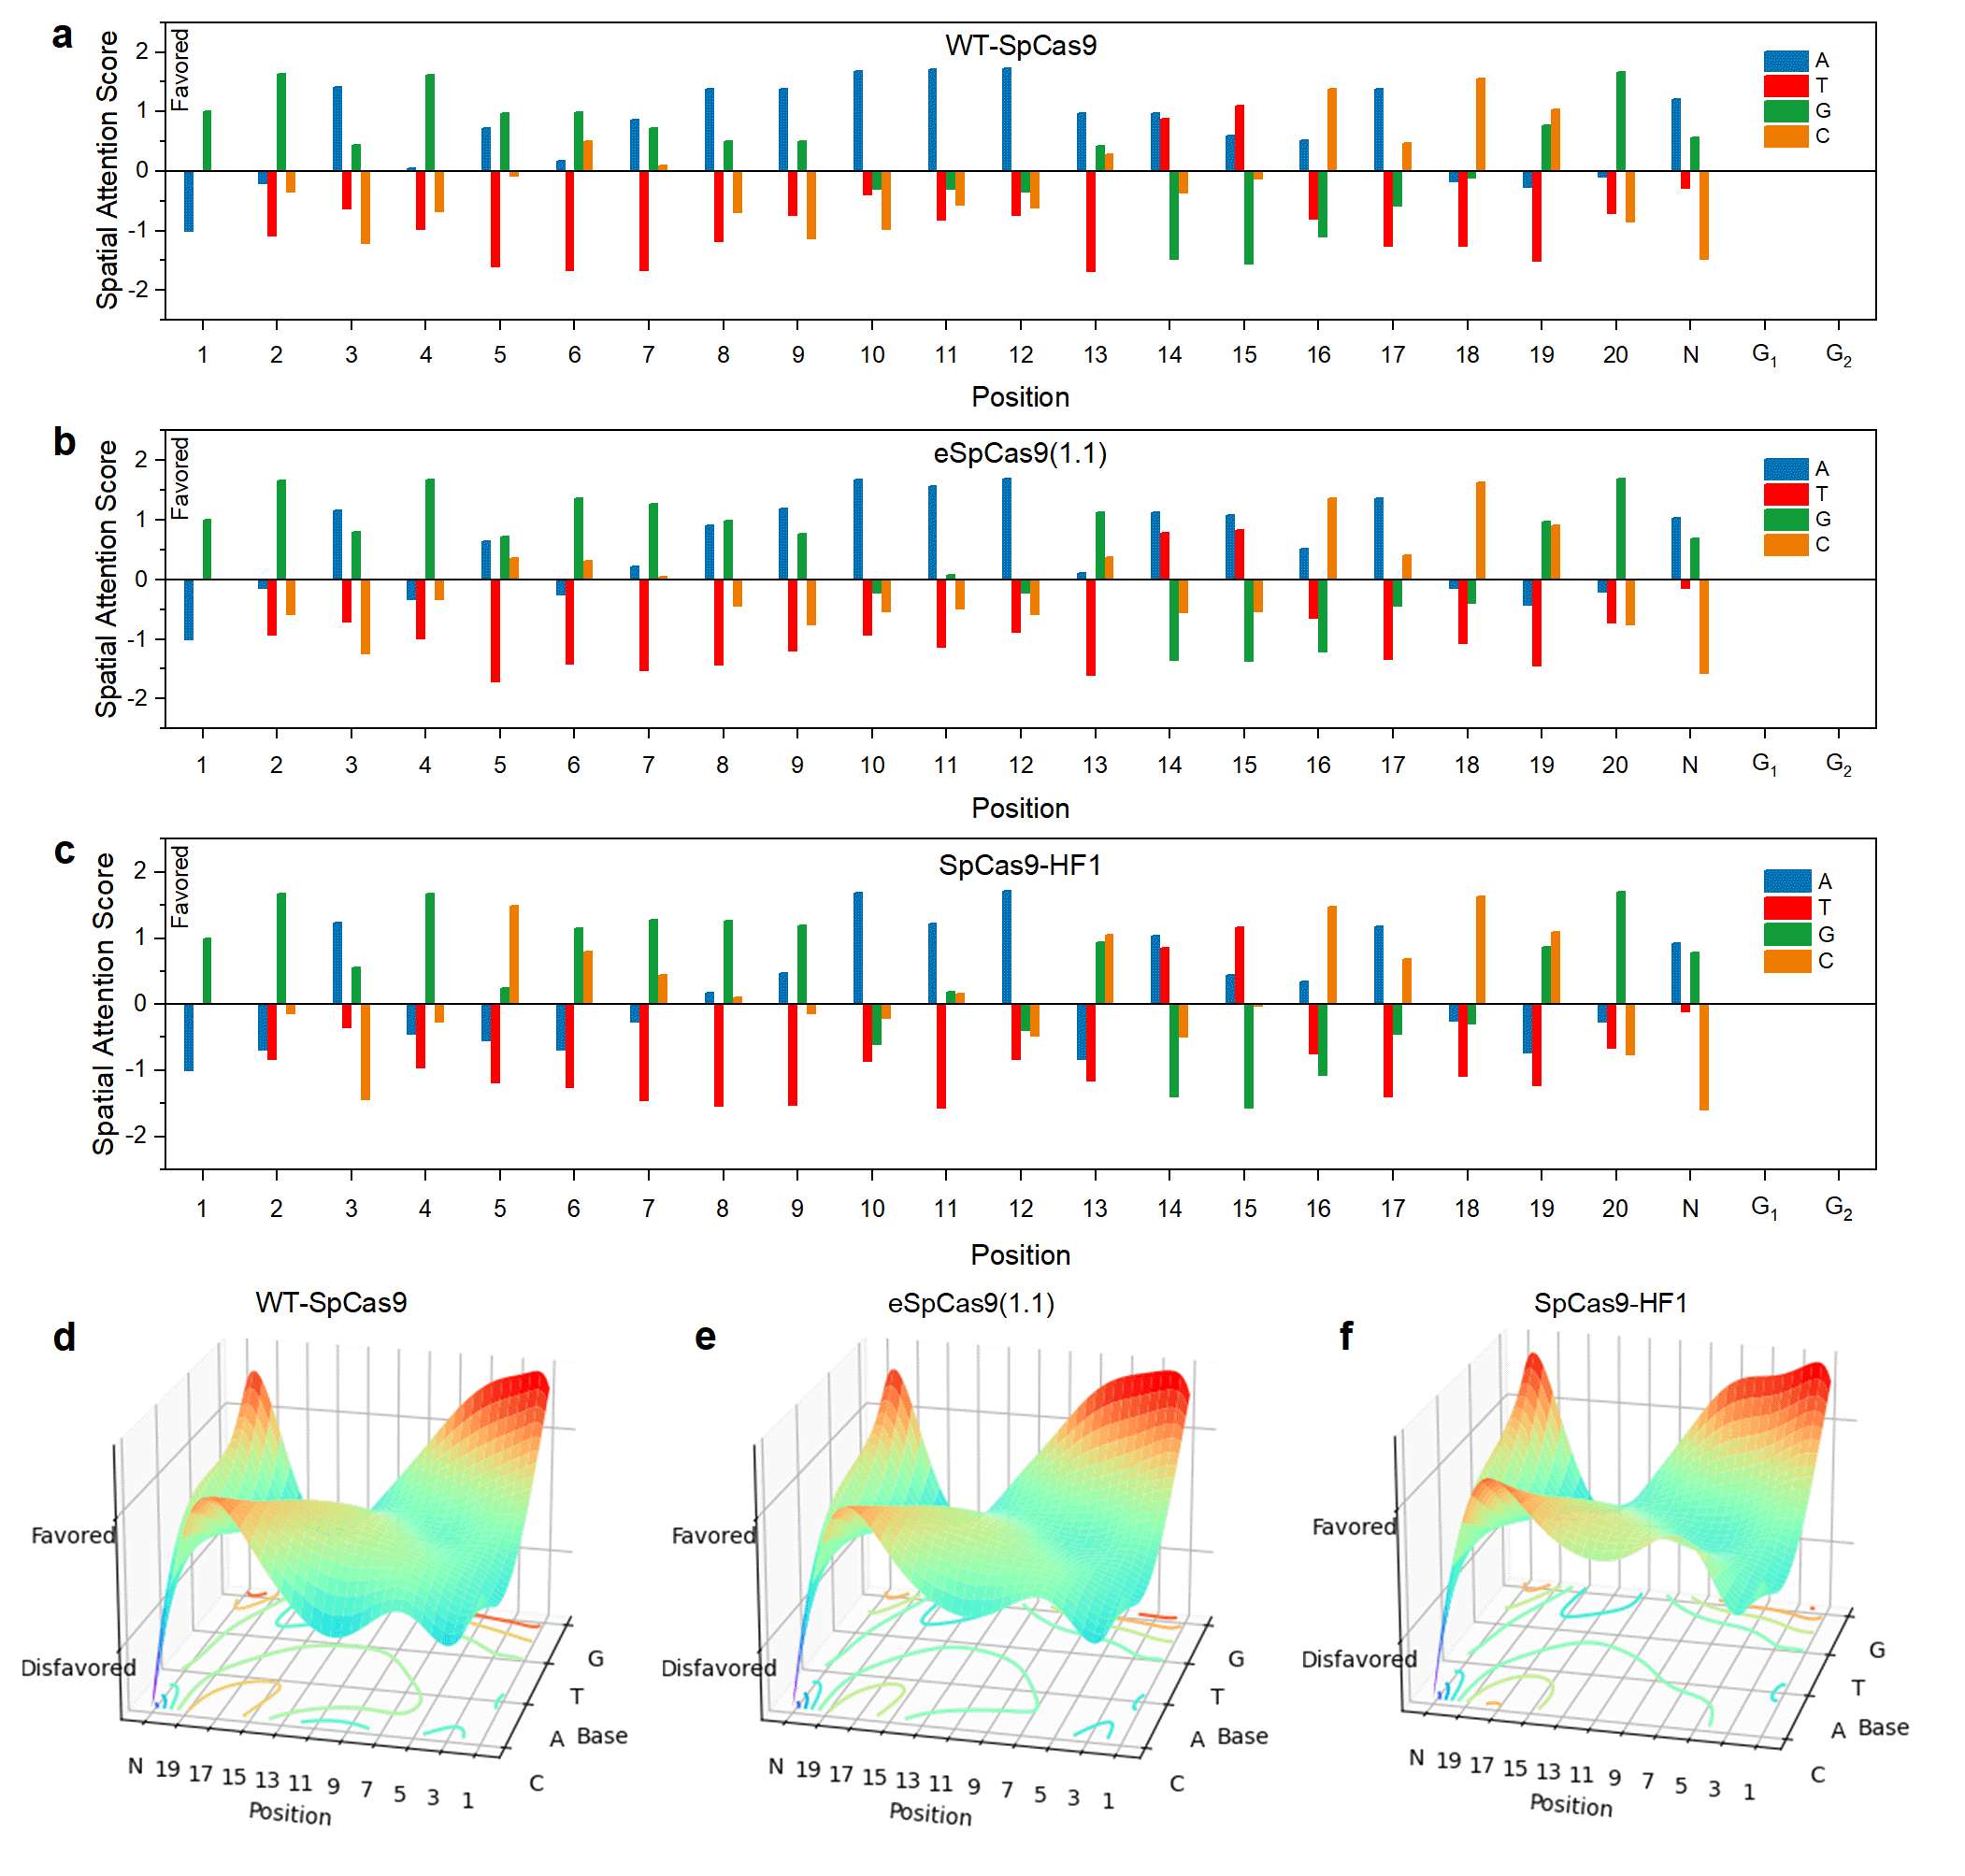 a
WT-SpCas9
Favored
Spatial Attention Score
2
1
0
-1
-2
A
T
G
C
1 2 3 4 5 6 7 8 9 10 11 12 13 14 15 16 17 18 19 20 N G1 G2
Position
b
eSpCas9(1.1)
Favored
Spatial Attention Score
2
1
0
-1
-2
A
T
G
C
1 2 3 4 5 6 7 8 9 10 11 12 13 14 15 16 17 18 19 20 N G1 G2
Position
c
SpCas9-HF1
Favored
Spatial Attention Score
2
1
0
-1
-2
A
T
G
C
1 2 3 4 5 6 7 8 9 10 11 12 13 14 15 16 17 18 19 20 N G1 G2
Position
d
WT-SpCas9
Favored
Disfavored
G
T
A Base
C
N 19 17 15 13 11 9 7 5 3 1
Position
e
eSpCas9(1.1)
Favored
Disfavored
G
T
A Base
C
N 19 17 15 13 11 9 7 5 3 1
Position
f
SpCas9-HF1
Favored
Disfavored
G
T
A Base
C
N 19 17 15 13 11 9 7 5 3 1
Position